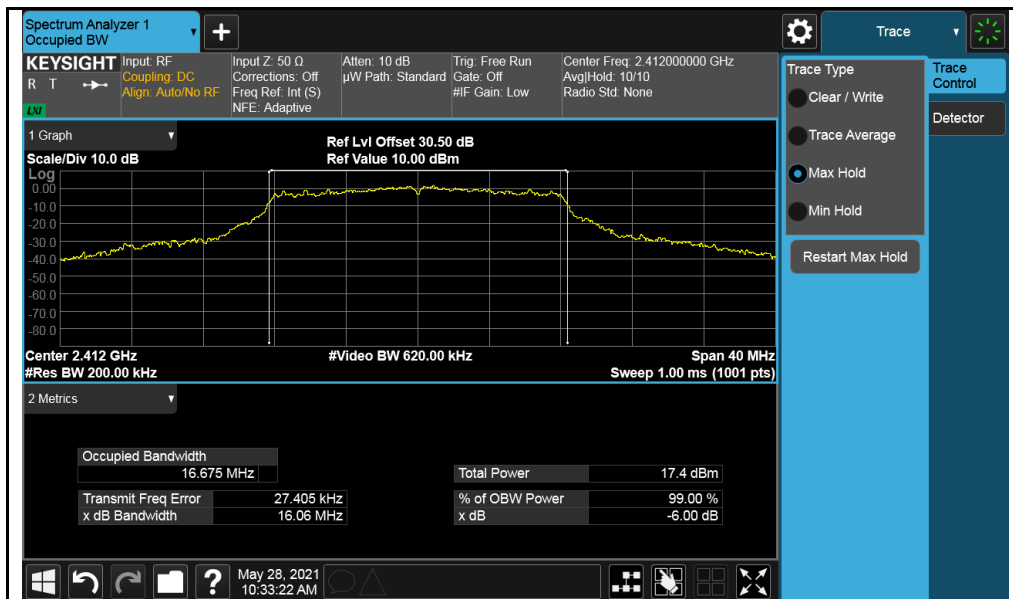 Spectrum Analyzer 1
Occupied BW
+
Trace
KEYSIGHT
R T
LXI
Input: RF
Coupling: DC
Align: Auto/No RF
Input Z: 50 Ω
Corrections: Off
Freq Ref: Int (S)
NFE: Adaptive
Atten: 10 dB
µW Path: Standard
Trig: Free Run
Gate: Off
#IF Gain: Low
Center Freq: 2.412000000 GHz
Avg|Hold: 10/10
Radio Std: None
Trace Type
Clear / Write
Trace Average
Max Hold
Min Hold
Restart Max Hold
Trace
Control
Detector
1 Graph
Scale/Div 10.0 dB
Ref Lvl Offset 30.50 dB
Ref Value 10.00 dBm
Log
0.00
-10.0
-20.0
-30.0
-40.0
-50.0
-60.0
-70.0
-80.0
Center 2.412 GHz
#Res BW 200.00 kHz
#Video BW 620.00 kHz
Span 40 MHz
Sweep 1.00 ms (1001 pts)
2 Metrics
Occupied Bandwidth
16.675 MHz
Total Power 17.4 dBm
Transmit Freq Error 27.405 kHz
% of OBW Power 99.00 %
x dB Bandwidth 16.06 MHz
x dB -6.00 dB
?
May 28, 2021
10:33:22 AM